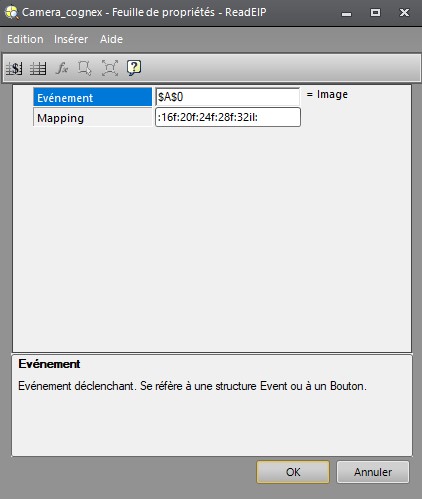 Camera_cognex - Feuille de propriétés - ReadEIP
Edition Insérer Aide
Evénement $A$0 = Image
Mapping :16f:20f:24f:28f:32il:
Evénement
Evénement déclenchant. Se réfère à une structure Event ou à un Bouton.
OK Annuler